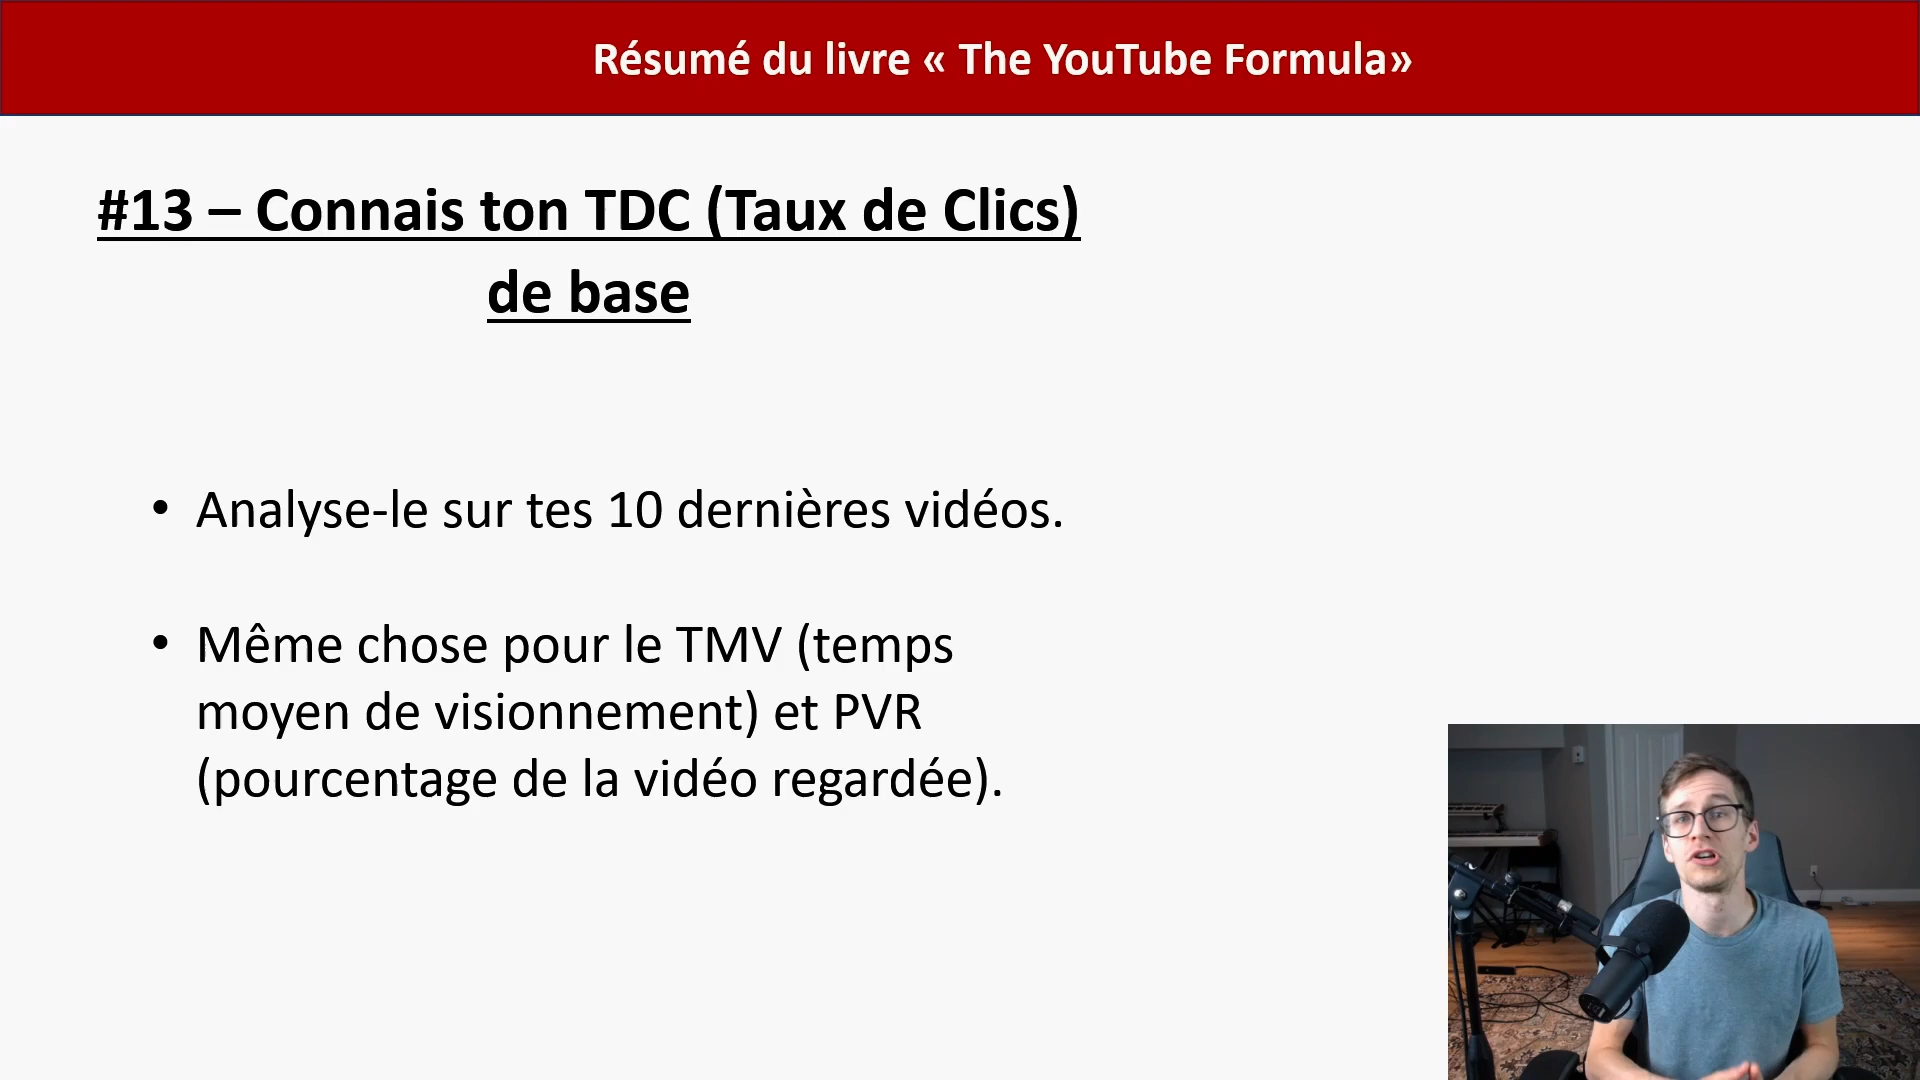 Résumé du livre « The YouTube Formula»
#13 – Connais ton TDC (Taux de Clics)
de base
• Analyse-le sur tes 10 dernières vidéos.
• Même chose pour le TMV (temps
moyen de visionnement) et PVR
(pourcentage de la vidéo regardée).